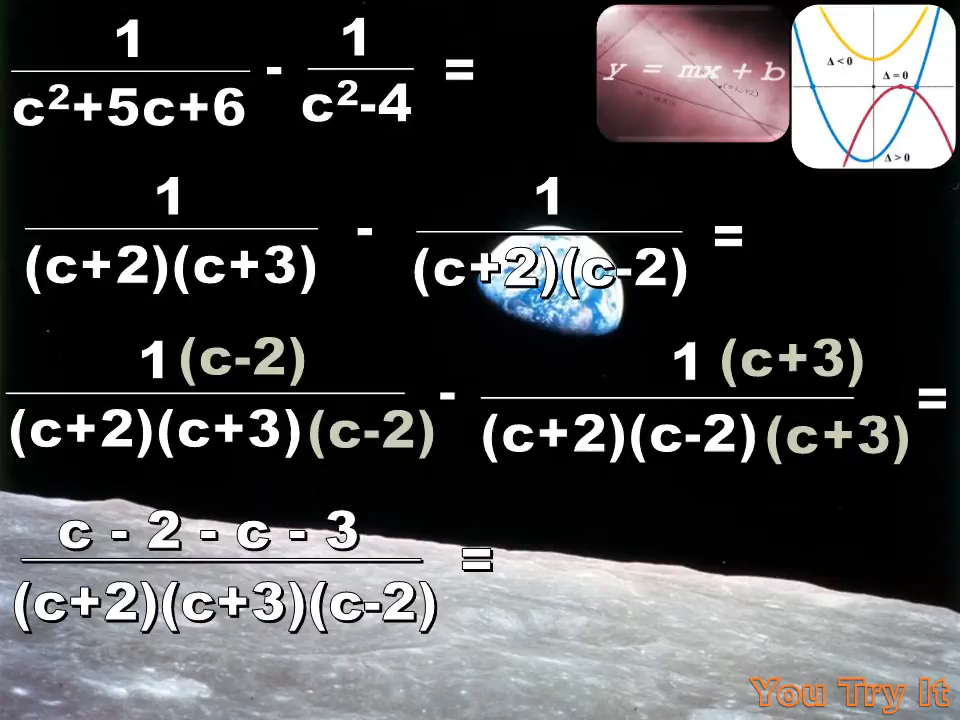 1 1
- =
c²+5c+6 c²-4
y = mx + b
Δ < 0
Δ = 0
Δ > 0
1 1
- =
(c+2)(c+3) (c+2)(c-2)
1(c-2) 1 (c+3)
- =
(c+2)(c+3)(c-2) (c+2)(c-2)(c+3)
c - 2 - c - 3
=
(c+2)(c+3)(c-2)
You Try It